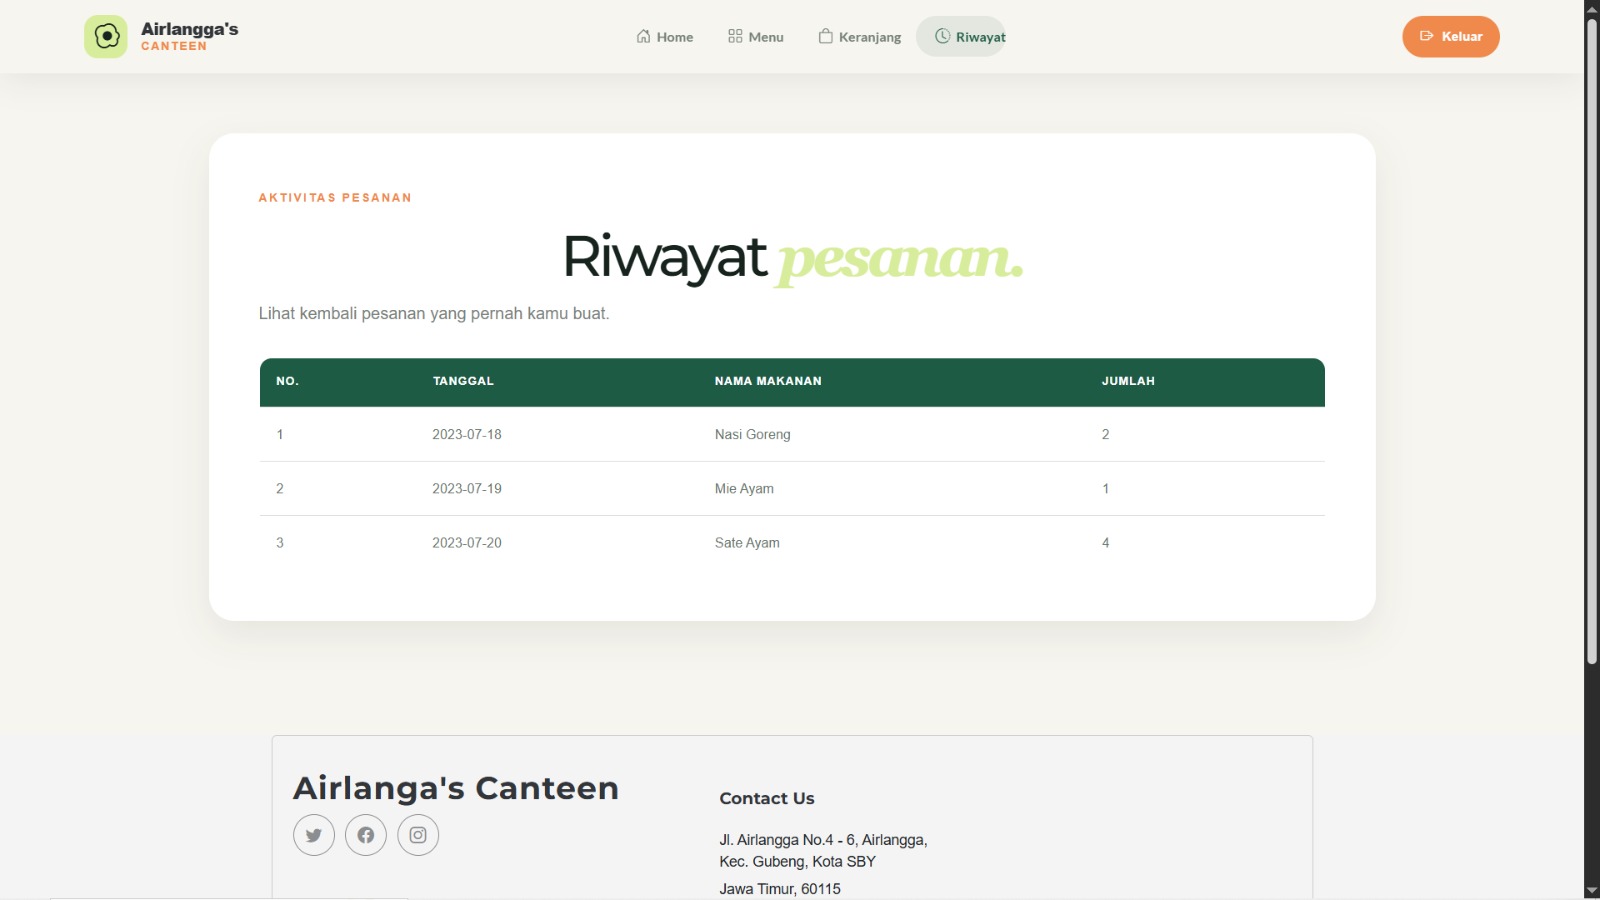 Airlangga's
CANTEEN
Home
Menu
Keranjang
Riwayat
Keluar
AKTIVITAS PESANAN
Riwayat pesanan.
Lihat kembali pesanan yang pernah kamu buat.
NO. TANGGAL NAMA MAKANAN JUMLAH
1 2023-07-18 Nasi Goreng 2
2 2023-07-19 Mie Ayam 1
3 2023-07-20 Sate Ayam 4
Airlanga's Canteen
Contact Us
Jl. Airlangga No.4 - 6, Airlangga,
Kec. Gubeng, Kota SBY
Jawa Timur, 60115